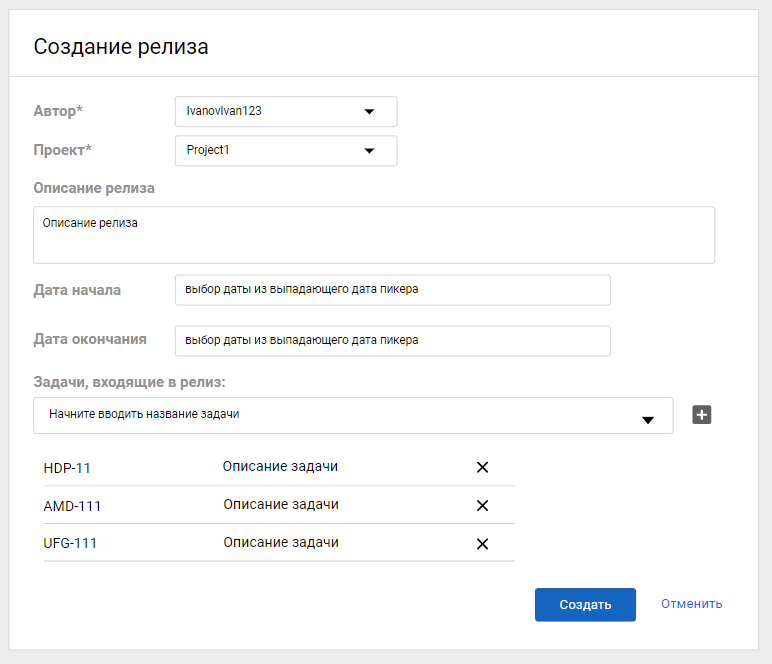 Создание релиза
Автор* IvanovIvan123
Проект* Project1
Описание релиза
Описание релиза
Дата начала выбор даты из выпадающего дата пикера
Дата окончания выбор даты из выпадающего дата пикера
Задачи, входящие в релиз:
Начните вводить название задачи
HDP-11 Описание задачи
AMD-111 Описание задачи
UFG-111 Описание задачи
Создать Отменить